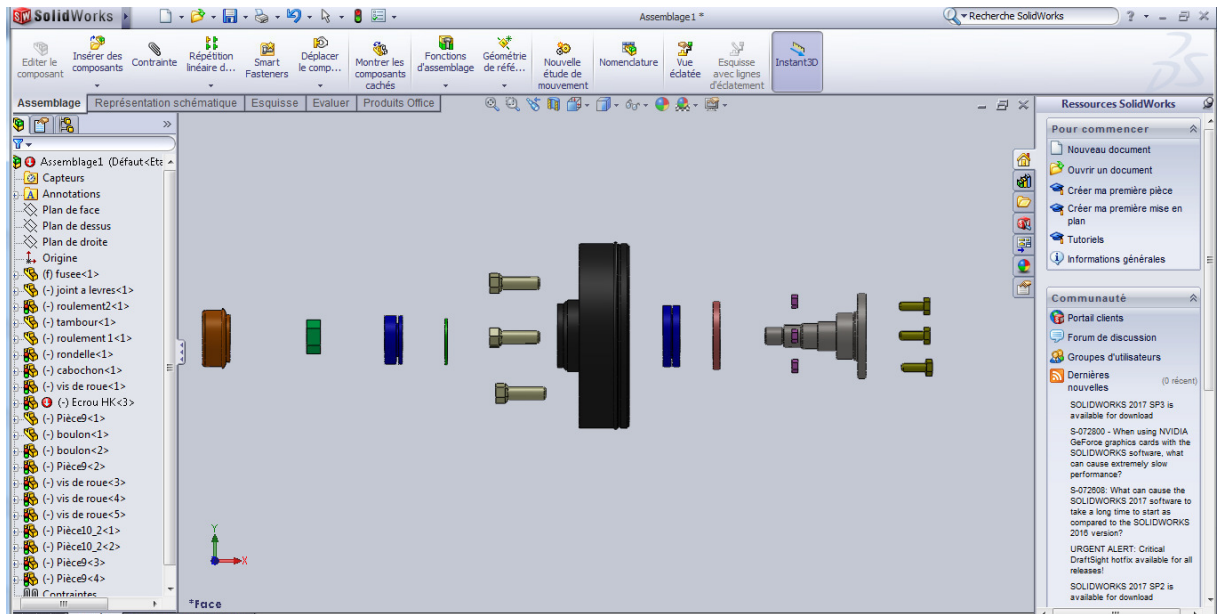 SolidWorks
Assemblage1 *
Recherche SolidWorks
Editer le composant
Insérer des composants
Contrainte
Répétition linéaire d...
Smart Fasteners
Déplacer le comp...
Montrer les composants cachés
Fonctions d'assemblage
Géométrie de réfé...
Nouvelle étude de mouvement
Nomenclature
Vue éclatée
Esquisse avec lignes d'éclatement
Instant3D
Assemblage
Représentation schématique
Esquisse
Evaluer
Produits Office
Assemblage1 (Défaut<Eta
Capteurs
Annotations
Plan de face
Plan de dessus
Plan de droite
Origine
(f) fusee<1>
(-) joint a levres<1>
(-) roulement2<1>
(-) tambour<1>
(-) roulement 1<1>
(-) rondelle<1>
(-) cabochon<1>
(-) vis de roue<1>
(-) Ecrou HK<3>
(-) Pièce9<1>
(-) boulon<1>
(-) boulon<2>
(-) Pièce9<2>
(-) vis de roue<3>
(-) vis de roue<4>
(-) vis de roue<5>
(-) Pièce10_2<1>
(-) Pièce10_2<2>
(-) Pièce9<3>
(-) Pièce9<4>
Contraintes
Y
X
*Face
Ressources SolidWorks
Pour commencer
Nouveau document
Ouvrir un document
Créer ma première pièce
Créer ma première mise en
plan
Tutoriels
Informations générales
Communauté
Portail clients
Forum de discussion
Groupes d'utilisateurs
Dernières
nouvelles
(0 récent)
SOLIDWORKS 2017 SP3 is
available for download
S-072800 - When using NVIDIA
GeForce graphics cards with the
SOLIDWORKS software, what
can cause extremely slow
performance?
S-072608: What can cause the
SOLIDWORKS 2017 software to
take a long time to start as
compared to the SOLIDWORKS
2016 version?
URGENT ALERT: Critical
DraftSight hotfix available for all
releases!
SOLIDWORKS 2017 SP2 is
available for download